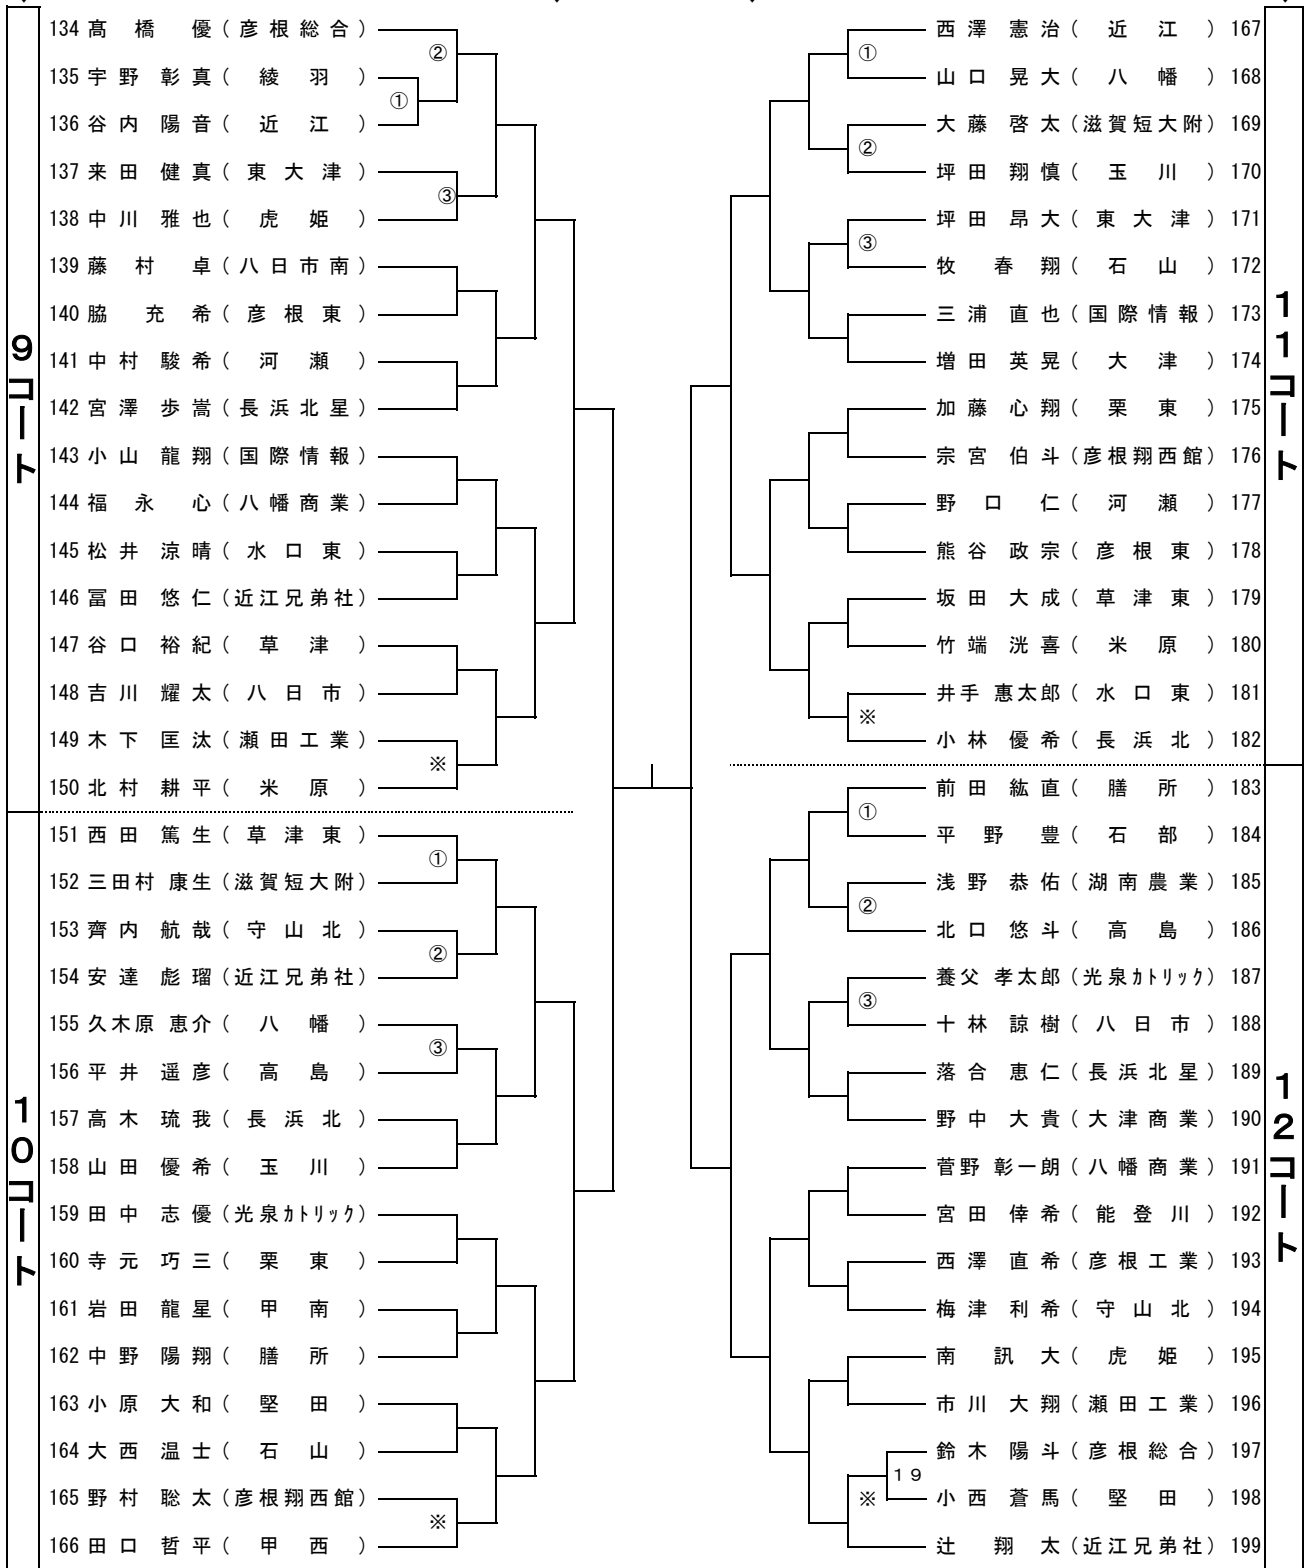 9コート
134 髙橋 優 (彦根総合)
②
135 宇野 彰真 (綾羽)
①
136 谷内 陽音 (近江)
137 来田 健真 (東大津)
③
138 中川 雅也 (虎姫)
139 藤村 卓 (八日市南)
140 脇 充希 (彦根東)
141 中村 駿希 (河瀬)
142 宮澤 歩嵩 (長浜北星)
143 小山 龍翔 (国際情報)
144 福永 心 (八幡商業)
145 松井 涼晴 (水口東)
146 冨田 悠仁 (近江兄弟社)
147 谷口 裕紀 (草津)
148 吉川 耀太 (八日市)
149 木下 匡汰 (瀬田工業)
※
150 北村 耕平 (米原)
10コート
151 西田 篤生 (草津東)
①
152 三田村 康生 (滋賀短大附)
153 齊内 航哉 (守山北)
②
154 安達 彪瑠 (近江兄弟社)
155 久木原 恵介 (八幡)
③
156 平井 遥彦 (高島)
157 高木 琉我 (長浜北)
158 山田 優希 (玉川)
159 田中 志優 (光泉ｶﾄﾘｯｸ)
160 寺元 巧三 (栗東)
161 岩田 龍星 (甲南)
162 中野 陽翔 (膳所)
163 小原 大和 (堅田)
164 大西 温士 (石山)
165 野村 聡太 (彦根翔西館)
※
166 田口 哲平 (甲西)
11コート
西澤 憲治 (近江) 167
①
山口 晃大 (八幡) 168
大藤 啓太 (滋賀短大附) 169
②
坪田 翔慎 (玉川) 170
坪田 昂大 (東大津) 171
③
牧 春翔 (石山) 172
三浦 直也 (国際情報) 173
増田 英晃 (大津) 174
加藤 心翔 (栗東) 175
宗宮 伯斗 (彦根翔西館) 176
野口 仁 (河瀬) 177
熊谷 政宗 (彦根東) 178
坂田 大成 (草津東) 179
竹端 洸喜 (米原) 180
井手 惠太郎 (水口東) 181
※
小林 優希 (長浜北) 182
12コート
前田 紘直 (膳所) 183
①
平野 豊 (石部) 184
浅野 恭佑 (湖南農業) 185
②
北口 悠斗 (高島) 186
養父 孝太郎 (光泉ｶﾄﾘｯｸ) 187
③
十林 諒樹 (八日市) 188
落合 恵仁 (長浜北星) 189
野中 大貴 (大津商業) 190
菅野 彰一朗 (八幡商業) 191
宮田 倖希 (能登川) 192
西澤 直希 (彦根工業) 193
梅津 利希 (守山北) 194
南 訊大 (虎姫) 195
市川 大翔 (瀬田工業) 196
鈴木 陽斗 (彦根総合) 197
19
※
小西 蒼馬 (堅田) 198
辻 翔太 (近江兄弟社) 199